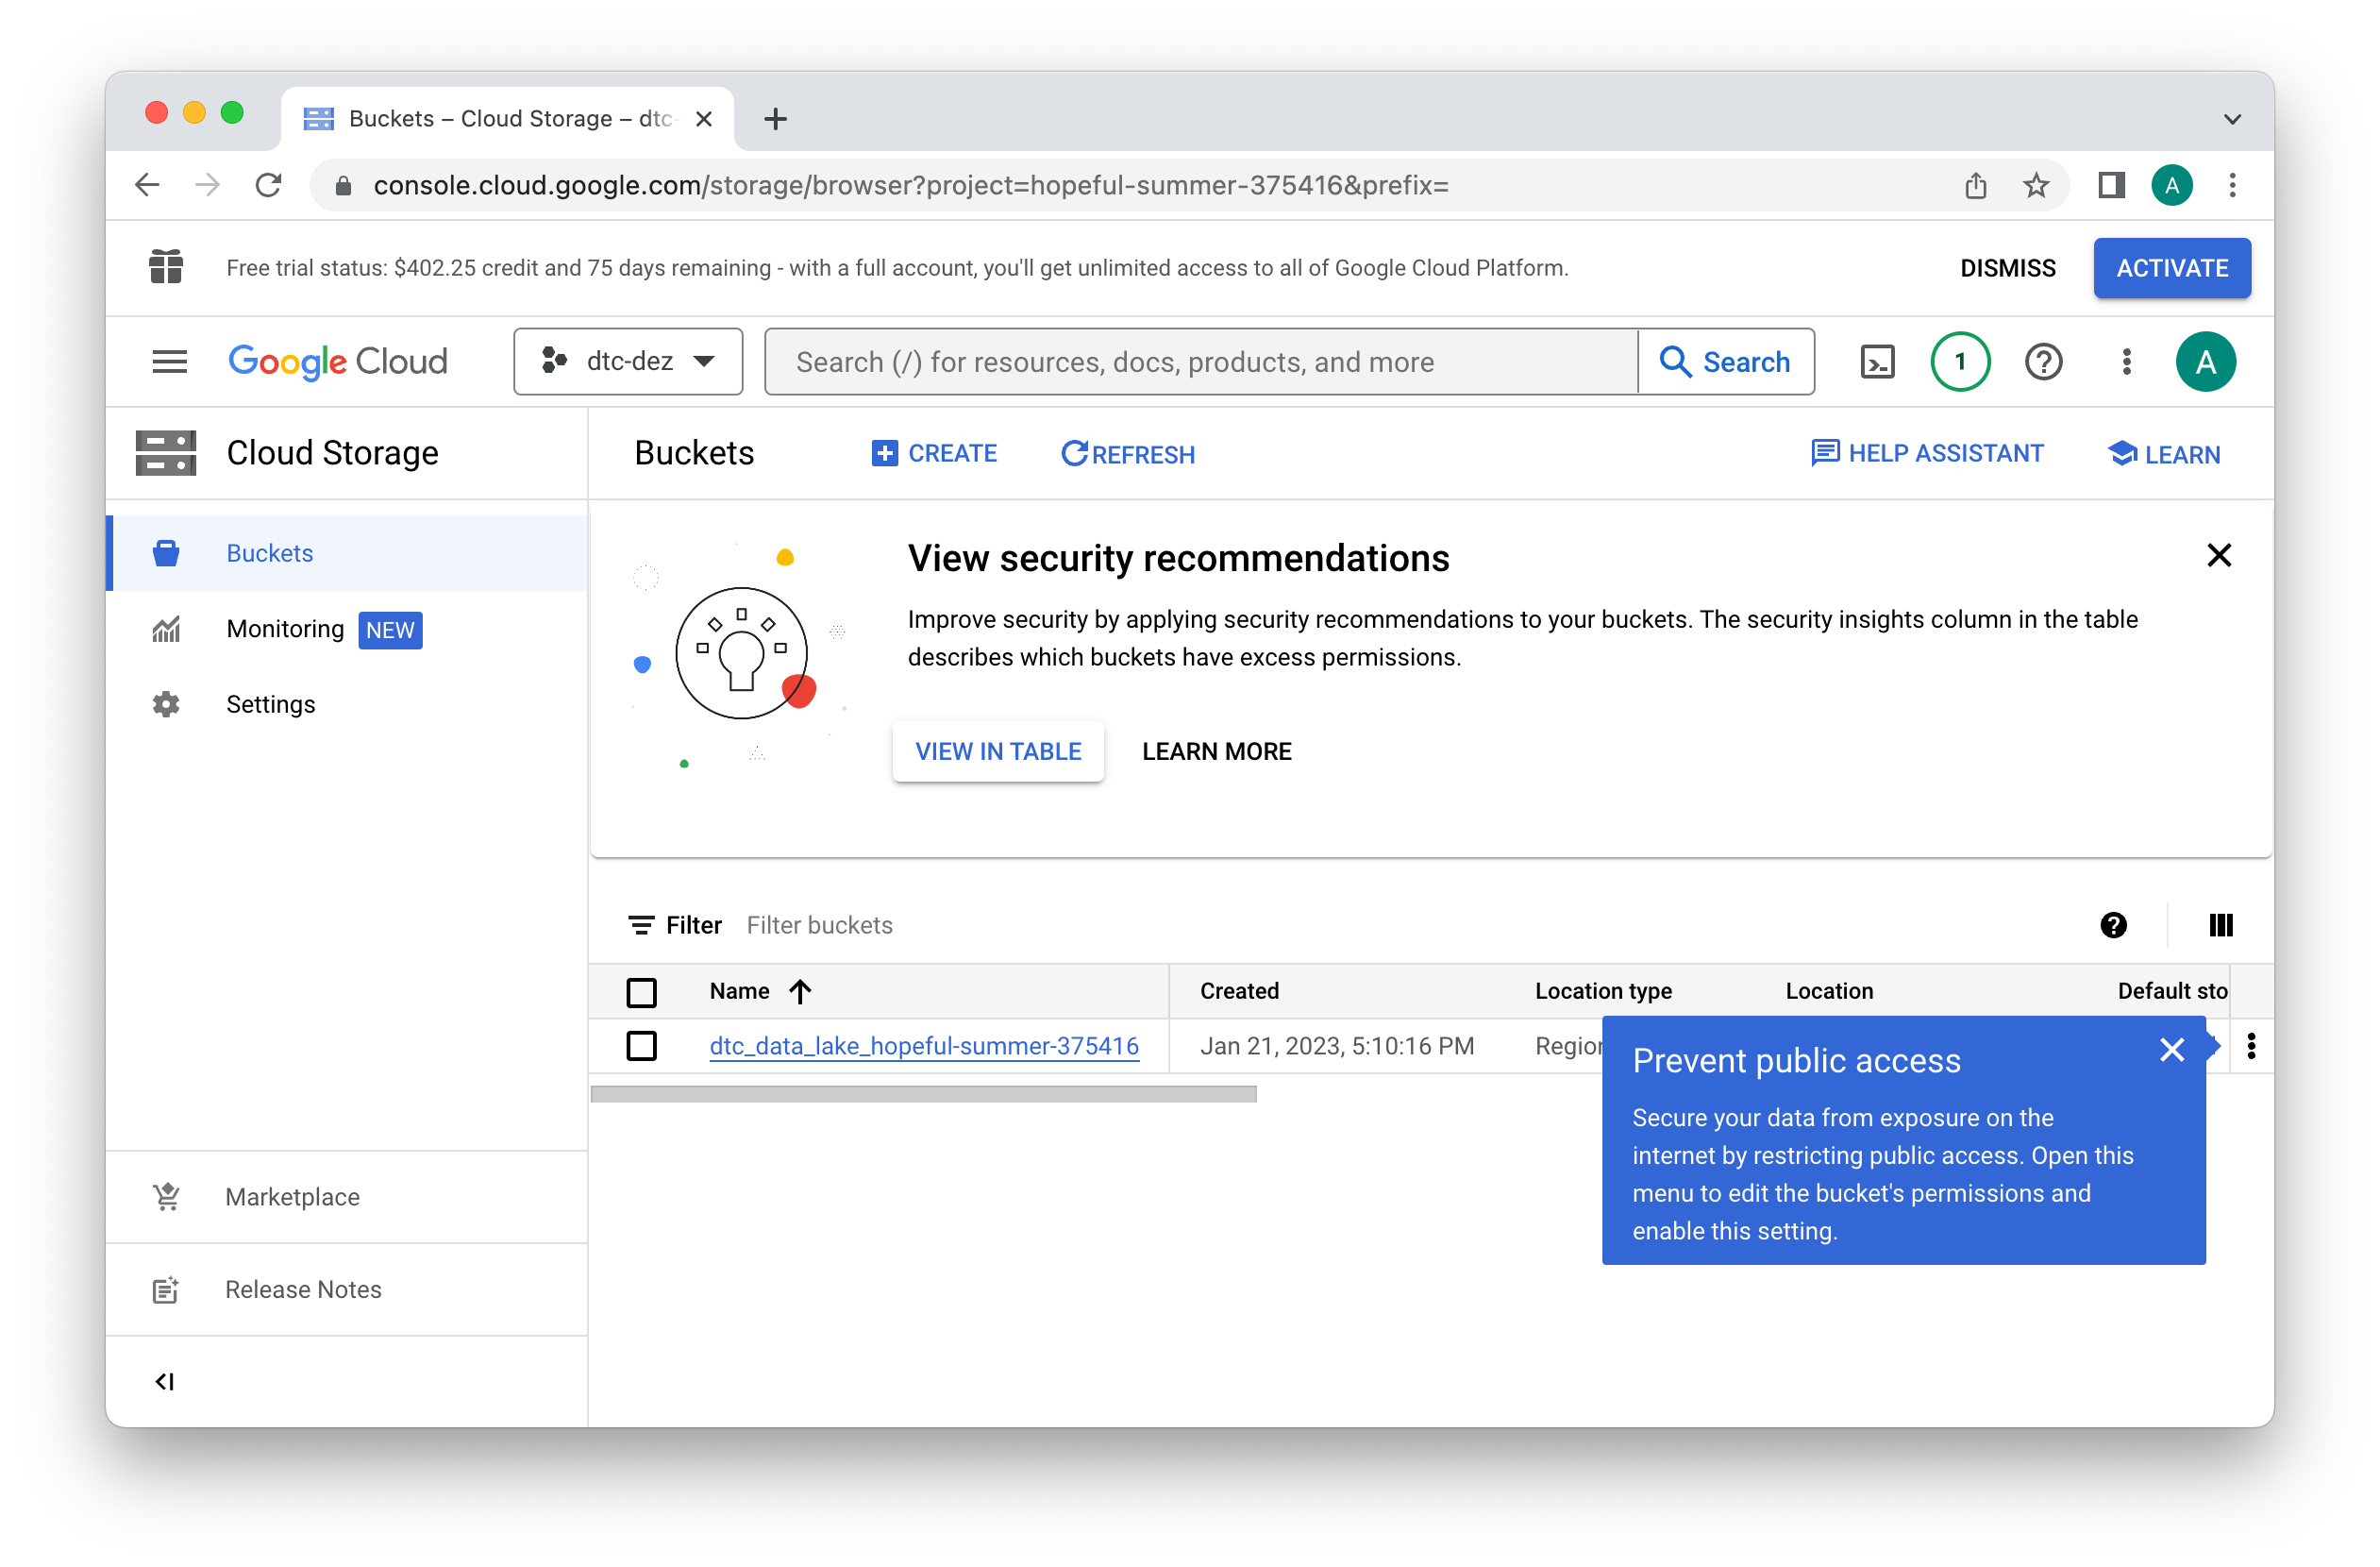 Buckets – Cloud Storage – dtc-
console.cloud.google.com/storage/browser?project=hopeful-summer-375416&prefix=
A
Free trial status: $402.25 credit and 75 days remaining - with a full account, you'll get unlimited access to all of Google Cloud Platform.
DISMISS
ACTIVATE
Google Cloud
dtc-dez
Search (/) for resources, docs, products, and more
Search
1
A
Cloud Storage
Buckets
CREATE
REFRESH
HELP ASSISTANT
LEARN
Buckets
Monitoring NEW
Settings
View security recommendations
Improve security by applying security recommendations to your buckets. The security insights column in the table
describes which buckets have excess permissions.
VIEW IN TABLE
LEARN MORE
Filter Filter buckets
Name Created Location type Location Default sto
dtc_data_lake_hopeful-summer-375416 Jan 21, 2023, 5:10:16 PM Region
Prevent public access
Secure your data from exposure on the
internet by restricting public access. Open this
menu to edit the bucket's permissions and
enable this setting.
Marketplace
Release Notes